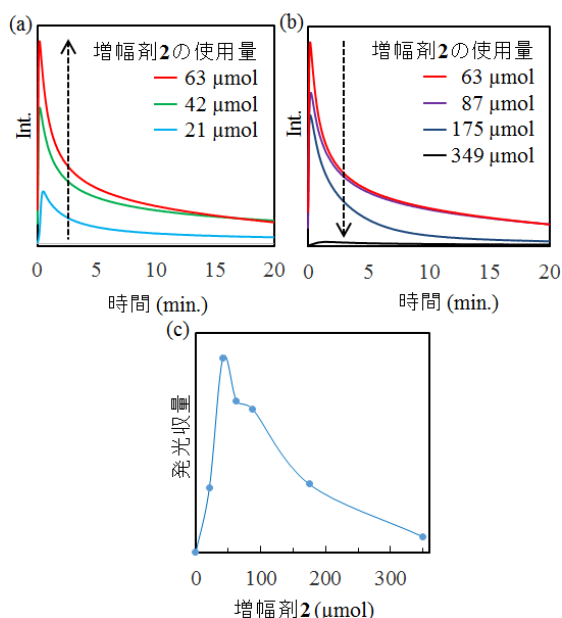 (a)
増幅剤2の使用量
63 µmol
42 µmol
21 µmol
Int.
0 5 10 15 20
時間 (min.)
(b)
増幅剤2の使用量
63 µmol
87 µmol
175 µmol
349 µmol
0 5 10 15 20
時間 (min.)
(c)
発光収量
0 100 200 300
増幅剤2 (µmol)